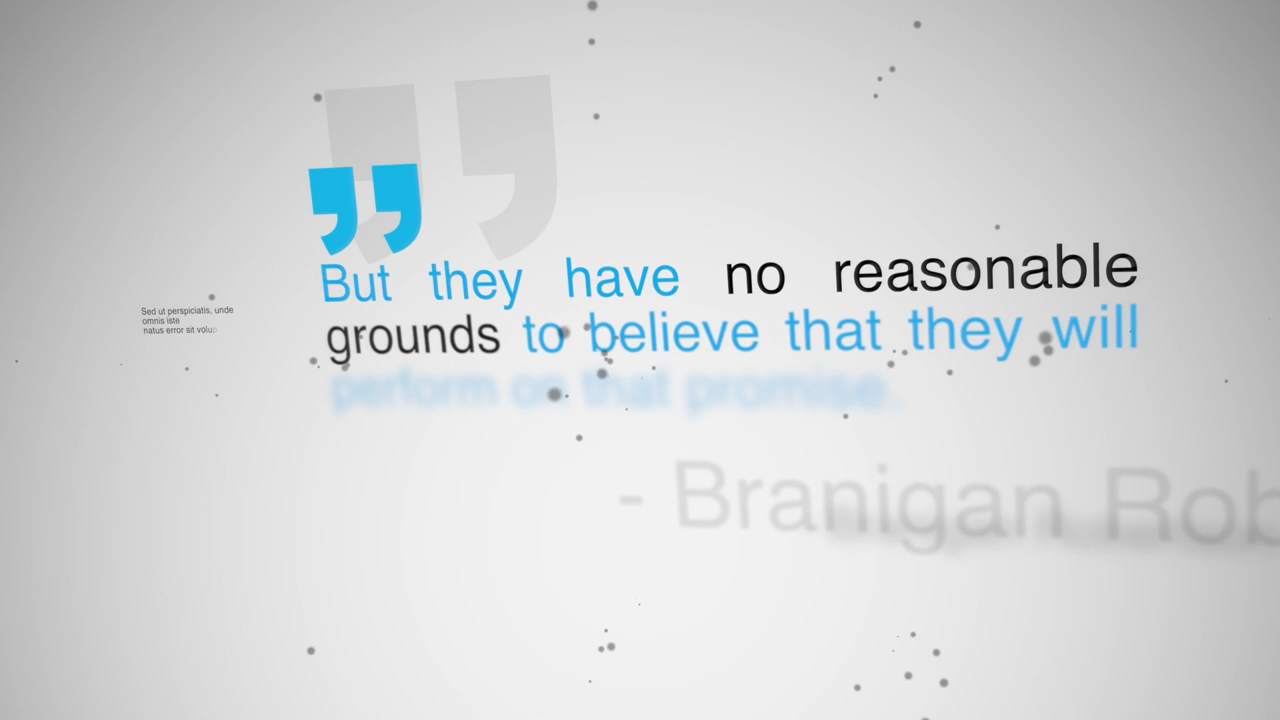 But they have no reasonable
grounds to believe that they will
perform on that promise.
- Branigan Rob
Sed ut perspiciatis, unde
omnis iste
natus error sit volup